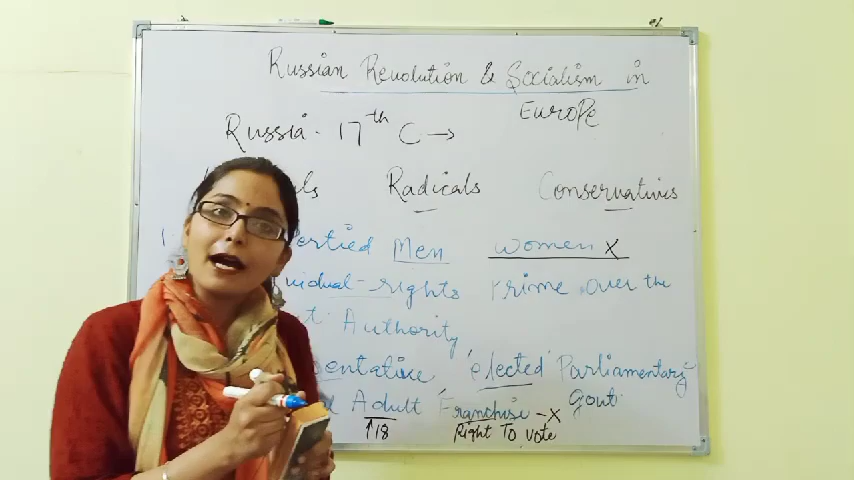 Russian Revolution & Socialism in
Europe
Russia - 17th C →
Radicals Conservatives
Men women X
rights Prime over the
Authority
'elected' Parliamentary
Adult Franchise - X Govt.
↑18 Right To vote